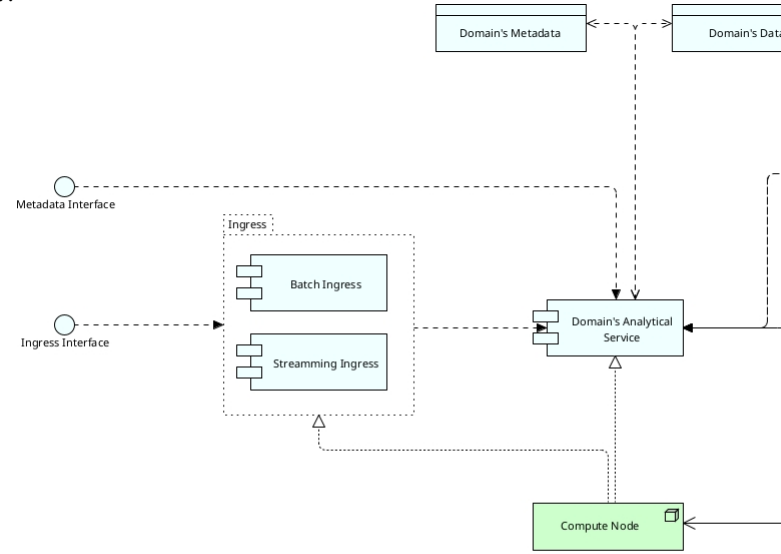 Domain's Metadata
Domain's Data
Metadata Interface
Ingress
Batch Ingress
Ingress Interface
Domain's Analytical
Service
Streamming Ingress
Compute Node